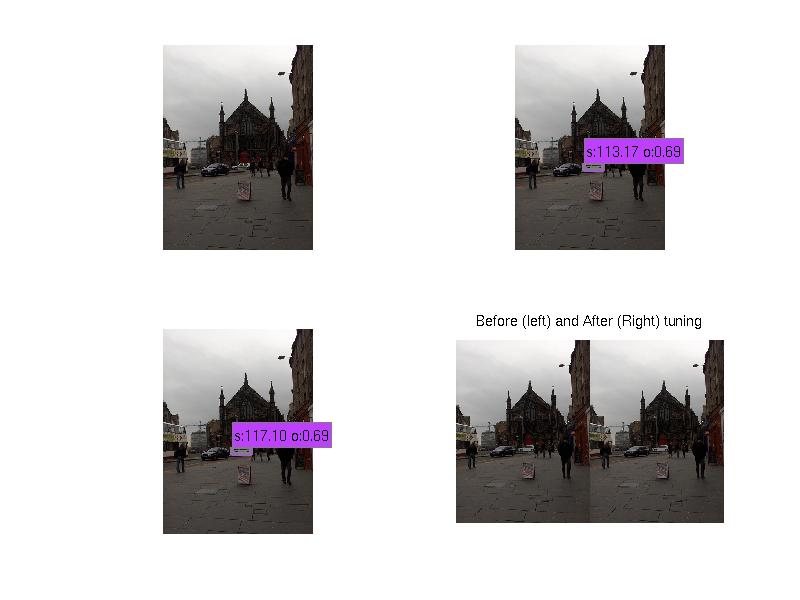 s:113.17 o:0.69
Before (left) and After (Right) tuning
s:117.10 o:0.69